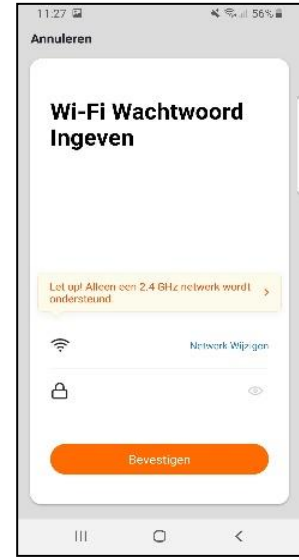 11.27 56%
Annuleren
Wi-Fi Wachtwoord
Ingeven
Let op! Alleen een 2.4 GHz netwerk wordt
ondersteund.
Netwerk Wijzigen
Bevestigen